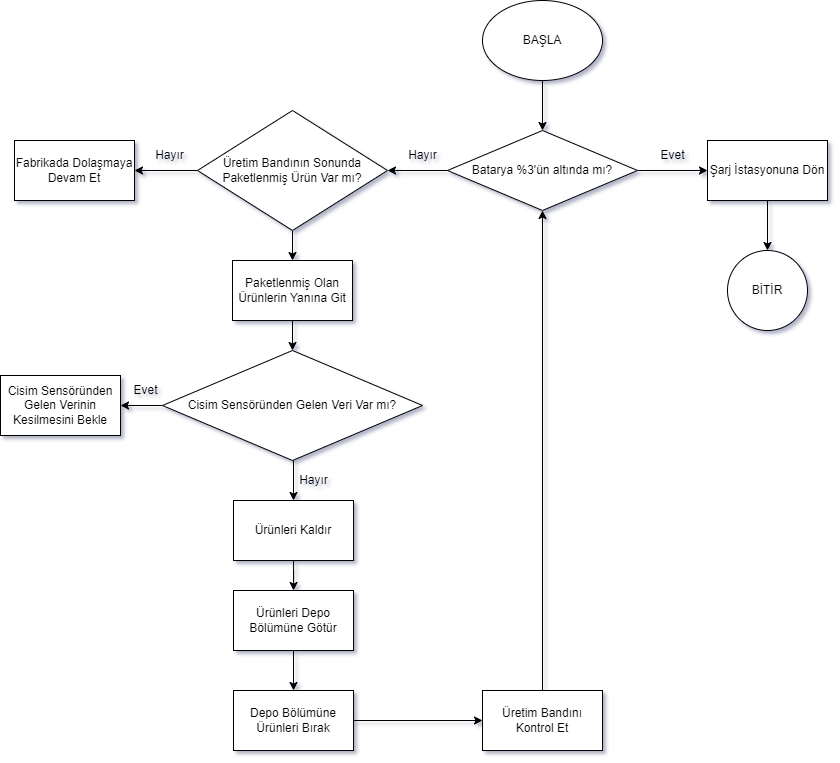 BAŞLA
Batarya %3'ün altında mı?
Evet
Şarj İstasyonuna Dön
BİTİR
Hayır
Üretim Bandının Sonunda
Paketlenmiş Ürün Var mı?
Hayır
Fabrikada Dolaşmaya
Devam Et
Paketlenmiş Olan
Ürünlerin Yanına Git
Cisim Sensöründen Gelen Veri Var mı?
Evet
Cisim Sensöründen
Gelen Verinin
Kesilmesini Bekle
Hayır
Ürünleri Kaldır
Ürünleri Depo
Bölümüne Götür
Depo Bölümüne
Ürünleri Bırak
Üretim Bandını
Kontrol Et